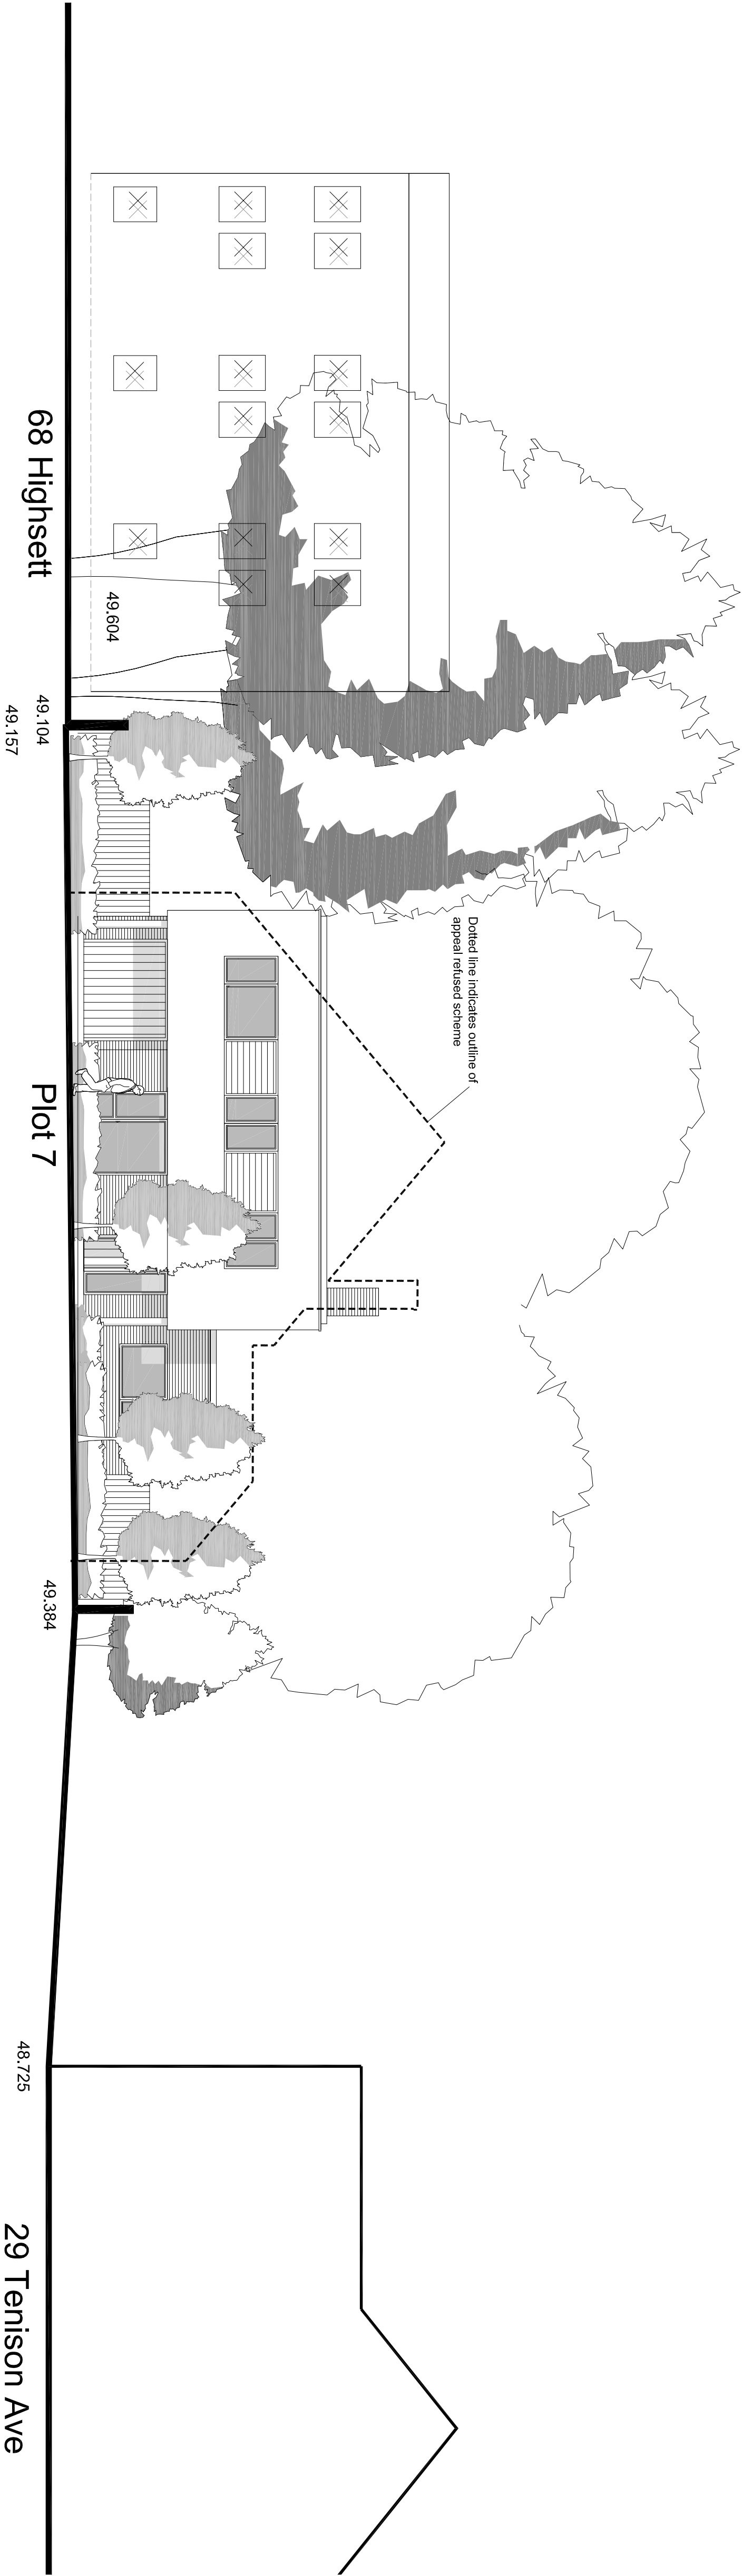 Dotted line indicates outline of
appeal refused scheme
49.604
49.104
49.157
49.384
48.725
68 Highsett
Plot 7
29 Tenison Ave